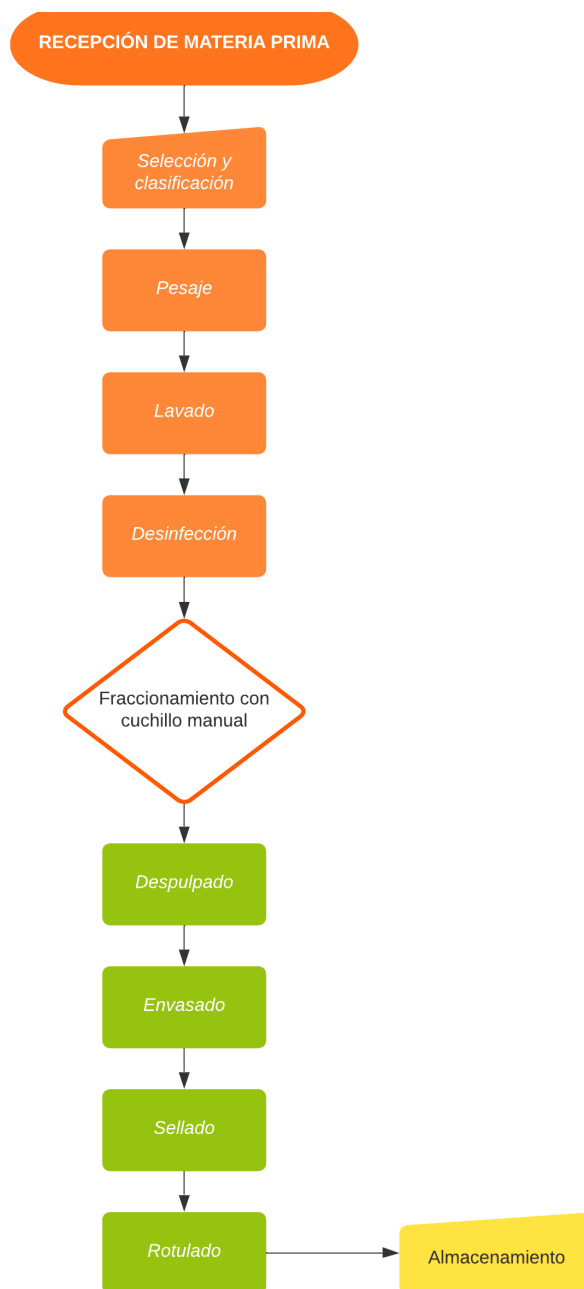 RECEPCIÓN DE MATERIA PRIMA
Selección y
clasificación
Pesaje
Lavado
Desinfección
Fraccionamiento con
cuchillo manual
Despulpado
Envasado
Sellado
Rotulado
Almacenamiento